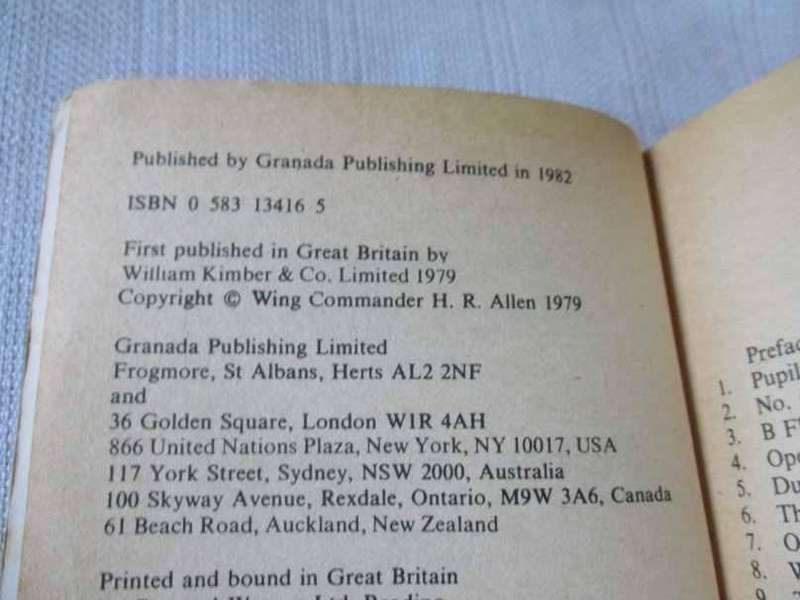 Published by Granada Publishing Limited in 1982
ISBN 0 583 13416 5
First published in Great Britain by
William Kimber & Co. Limited 1979
Copyright © Wing Commander H. R. Allen 1979
Granada Publishing Limited
Frogmore, St Albans, Herts AL2 2NF
and
36 Golden Square, London W1R 4AH
866 United Nations Plaza, New York, NY 10017, USA
117 York Street, Sydney, NSW 2000, Australia
100 Skyway Avenue, Rexdale, Ontario, M9W 3A6, Canada
61 Beach Road, Auckland, New Zealand
Printed and bound in Great Britain
Prefac
1. Pupil
2. No.
3. B F
4. Ope
5. Du
6. Th
7. O
8. W
9.